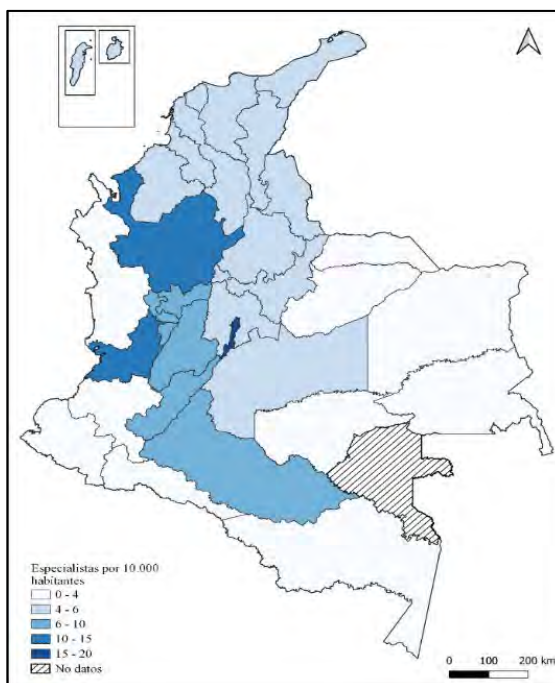 Especialistas por 10.000
habitantes
0 - 4
4 - 6
6 - 10
10 - 15
15 - 20
No datos
0 100 200 km